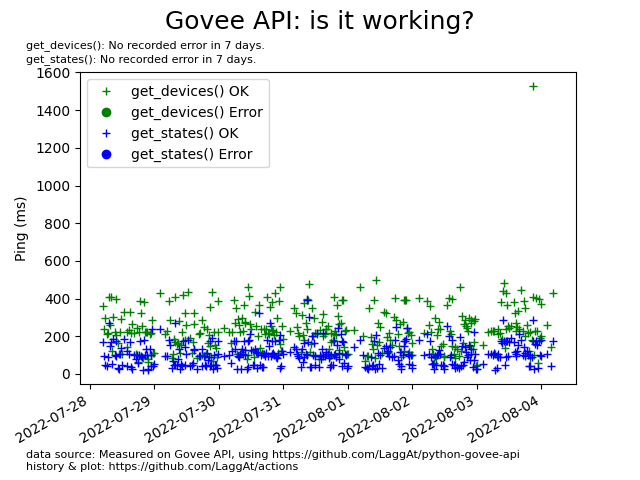 Govee API: is it working?
get_devices(): No recorded error in 7 days.
get_states(): No recorded error in 7 days.
get_devices() OK
get_devices() Error
get_states() OK
get_states() Error
Ping (ms)
1600
1400
1200
1000
800
600
400
200
0
2022-07-28
2022-07-29
2022-07-30
2022-07-31
2022-08-01
2022-08-02
2022-08-03
2022-08-04
data source: Measured on Govee API, using https://github.com/LaggAt/python-govee-api
history & plot: https://github.com/LaggAt/actions